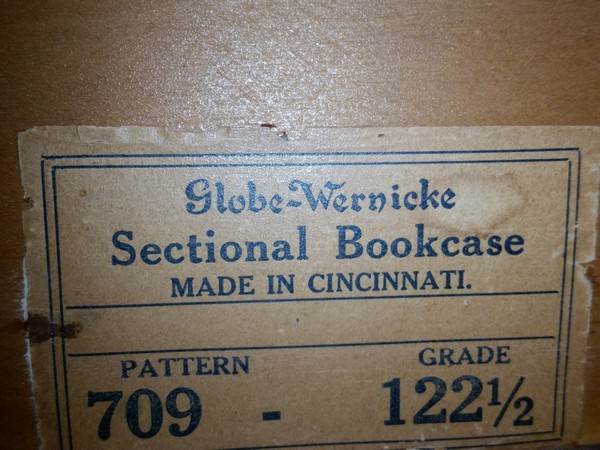 Globe-Wernicke
Sectional Bookcase
MADE IN CINCINNATI.
PATTERN GRADE
709 - 122½